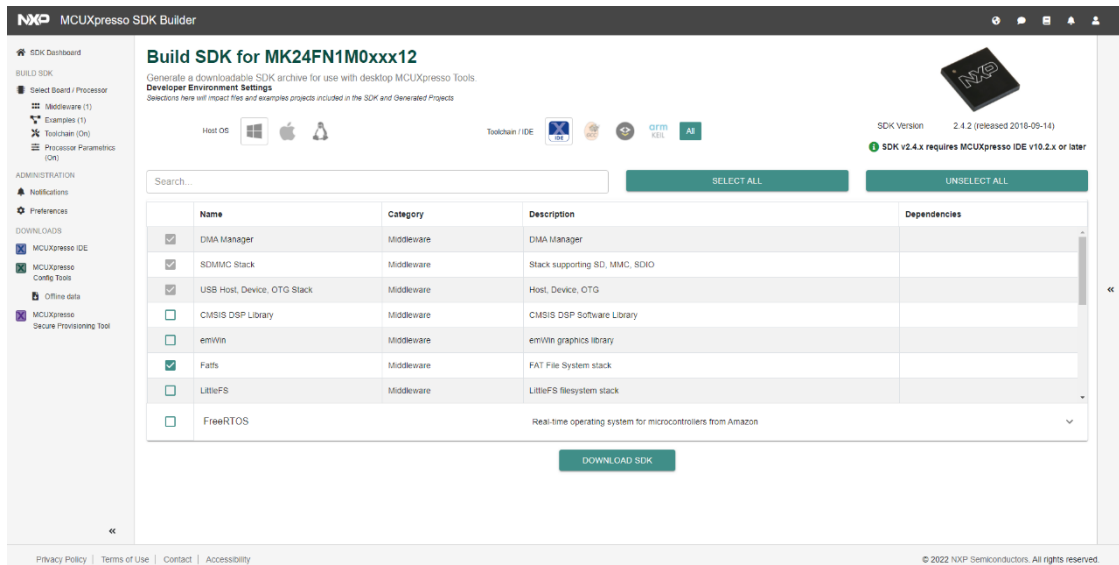 NXP MCUXpresso SDK Builder
SDK Dashboard
BUILD SDK
Select Board / Processor
Middleware (1)
Examples (1)
Toolchain (On)
Processor Parametrics
(On)
ADMINISTRATION
Notifications
Preferences
DOWNLOADS
MCUXpresso IDE
MCUXpresso
Config Tools
Offline data
MCUXpresso
Secure Provisioning Tool
«
Build SDK for MK24FN1M0xxx12
Generate a downloadable SDK archive for use with desktop MCUXpresso Tools.
Developer Environment Settings
Selections here will impact files and examples projects included in the SDK and Generated Projects
Host OS
Toolchain / IDE
IDE
GCC
arm
KEIL
All
NXP
SDK Version 2.4.2 (released 2018-09-14)
SDK v2.4.x requires MCUXpresso IDE v10.2.x or later
Search...
SELECT ALL
UNSELECT ALL
Name Category Description Dependencies
DMA Manager Middleware DMA Manager
SDMMC Stack Middleware Stack supporting SD, MMC, SDIO
USB Host, Device, OTG Stack Middleware Host, Device, OTG
CMSIS DSP Library Middleware CMSIS DSP Software Library
emWin Middleware emWin graphics library
Fatfs Middleware FAT File System stack
LittleFS Middleware LittleFS filesystem stack
FreeRTOS Real-time operating system for microcontrollers from Amazon
DOWNLOAD SDK
«
Privacy Policy | Terms of Use | Contact | Accessibility
© 2022 NXP Semiconductors. All rights reserved.